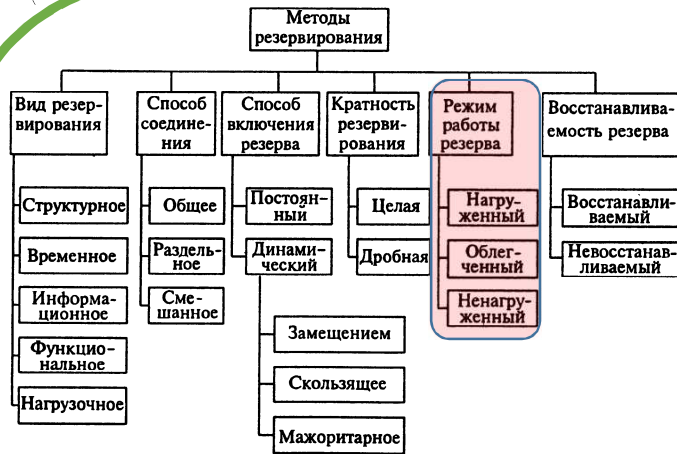 Методы
резервирования
Вид резер-
вирования
Способ
соедине-
ния
Способ
включения
резерва
Кратность
резерви-
рования
Режим
работы
резерва
Восстанавлива-
емость резерва
Структурное
Временное
Информа-
ционное
Функцио-
нальное
Нагрузочное
Общее
Раздель-
ное
Сме-
шанное
Постоян-
ный
Динами-
ческий
Замещением
Скользящее
Мажоритарное
Целая
Дробная
Нагру-
женный
Облег-
ченный
Ненагру-
женный
Восстанавли-
ваемый
Невосстанав-
ливаемый